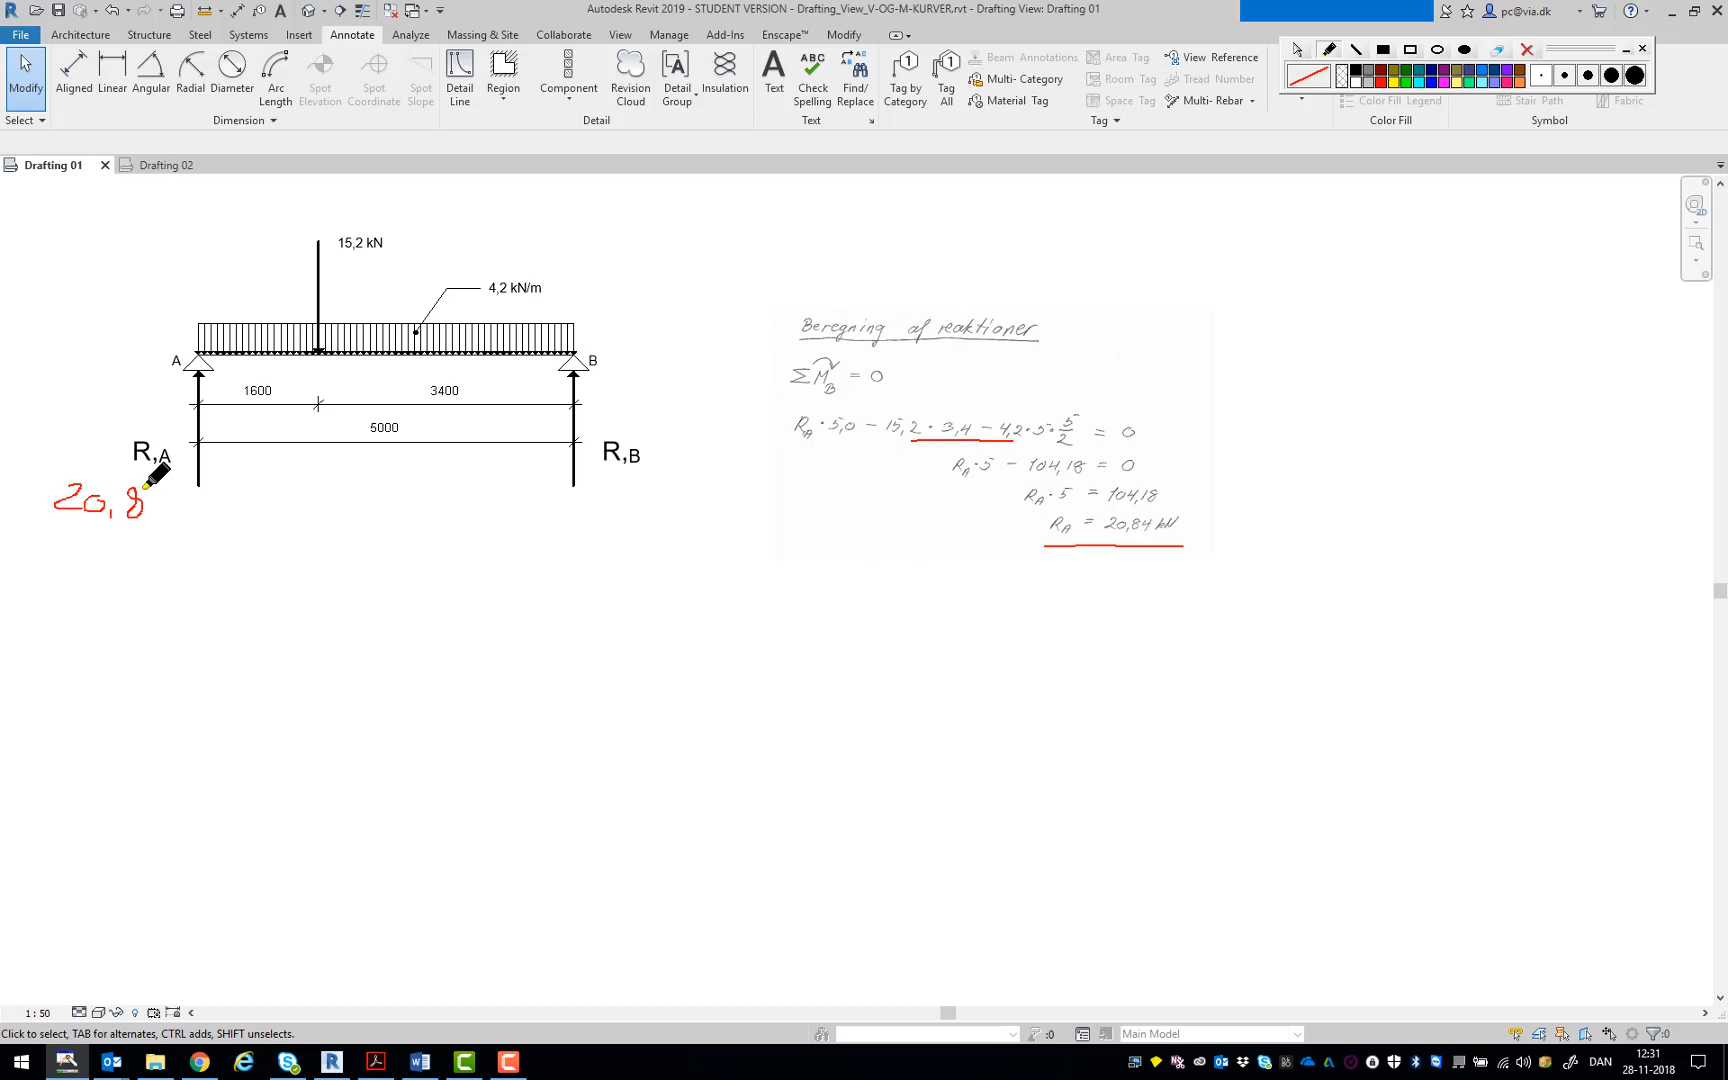 Autodesk Revit 2019 - STUDENT VERSION - Drafting_View_V-OG-M-KURVER.rvt - Drafting View: Drafting 01
pc@via.dk
File Architecture Structure Steel Systems Insert Annotate Analyze Massing & Site Collaborate View Manage Add-Ins Enscape™ Modify
Modify
Aligned Linear Angular Radial Diameter Arc Length Spot Elevation Spot Coordinate Spot Slope
Detail Line Region Component Revision Cloud Detail Group Insulation
Text Check Spelling Find/ Replace
Tag by Category Tag All Multi- Category Material Tag
Beam Annotations Area Tag View Reference
Room Tag Tread Number
Space Tag Multi- Rebar
Color Fill Legend Stair Path Fabric
Select Dimension Detail Text Tag Color Fill Symbol
Drafting 01 Drafting 02
15,2 kN
4,2 kN/m
A B
1600 3400
5000
R,A R,B
20,8
Beregning af reaktioner
ΣM_B = 0
R_A · 5,0 − 15,2 · 3,4 − 4,2 · 5 · 5/2 = 0
R_A · 5 − 104,18 = 0
R_A · 5 = 104,18
R_A = 20,84 kN
1 : 50
Click to select, TAB for alternates, CTRL adds, SHIFT unselects.
:0 Main Model :0
DAN
12:31
28-11-2018